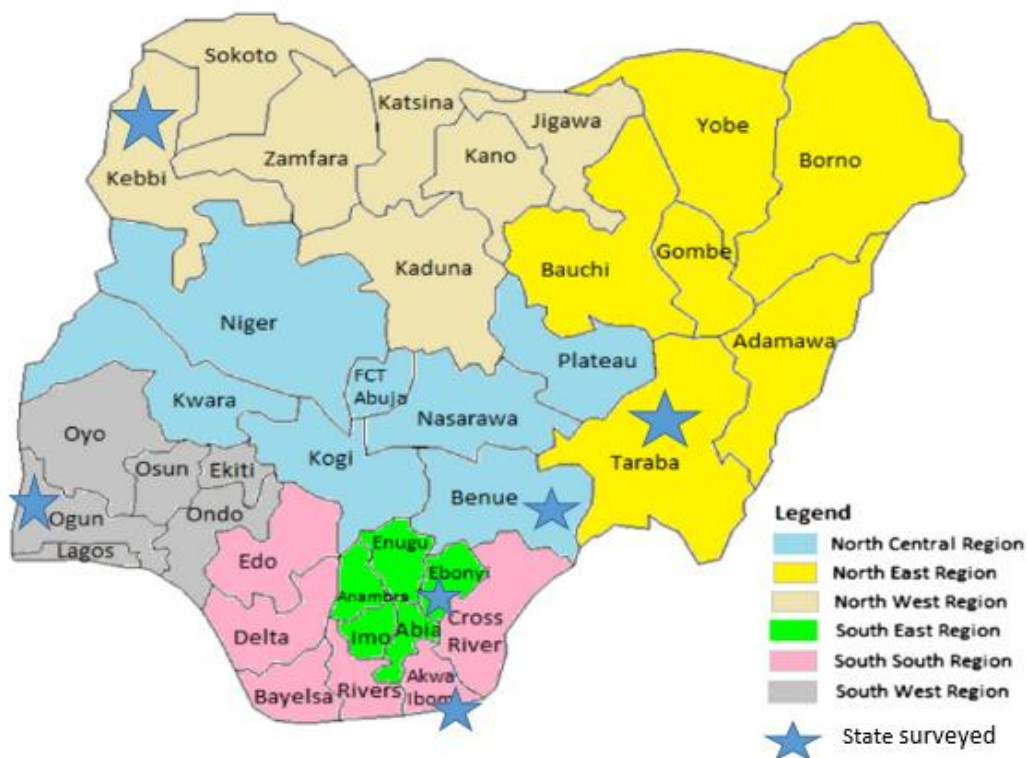 Sokoto
Katsina
Jigawa
Yobe
Kano
Zamfara
Borno
Kebbi
Gombe
Kaduna
Bauchi
Niger
Adamawa
Plateau
FCT
Abuja
Kwara
Nasarawa
Oyo
Kogi
Taraba
Osun
Ekiti
Benue
Ogun
Ondo
Lagos
Enugu
Edo
Ebonyi
Anambra
Cross
River
Abia
Imo
Delta
Akwa
Ibom
Rivers
Bayelsa
Legend
North Central Region
North East Region
North West Region
South East Region
South South Region
South West Region
State surveyed